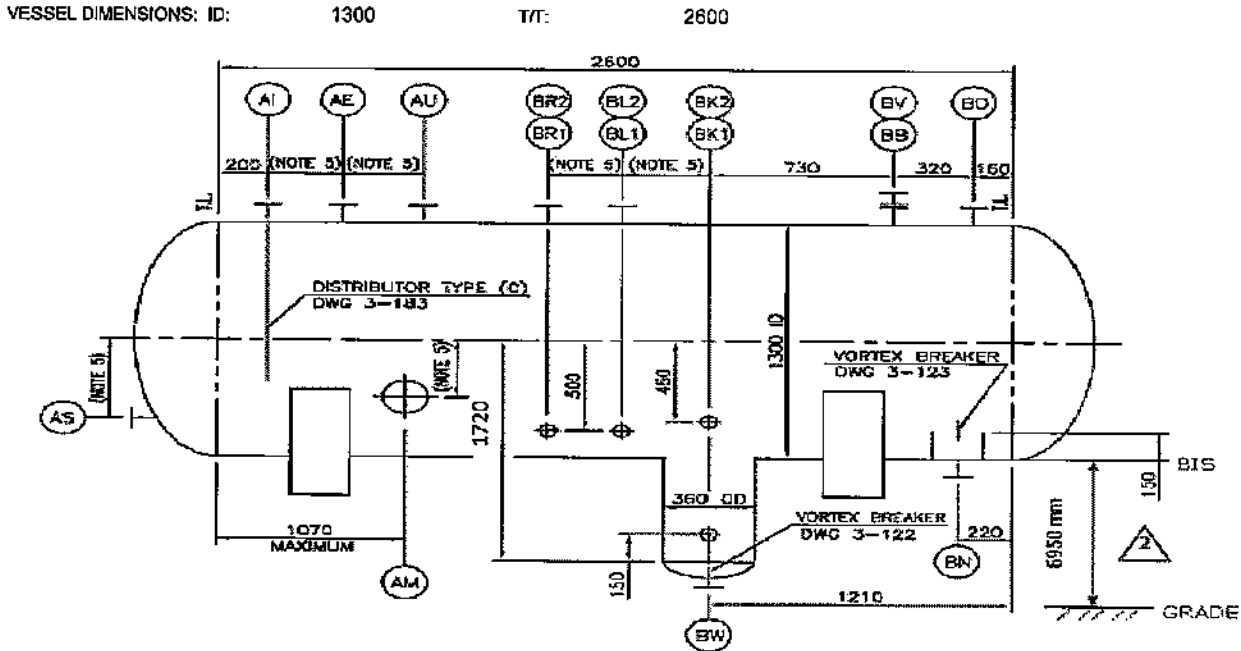 VESSEL DIMENSIONS: ID: 1300 T/T: 2600
2600
AI AE AU BR2 BL2 BK2 BV BD
BR1 BL1 BK1 BB
200 (NOTE 5) (NOTE 5) (NOTE 5) (NOTE 5) 730 320 150
T.L. T.L.
DISTRIBUTOR TYPE (C)
DWG 3-183
1300 ID
VORTEX BREAKER
DWG 3-123
(NOTE 5)
(NOTE 5)
500
450
AS
1720
BIS
150
360 OD
1070
MAXIMUM
VORTEX BREAKER
DWG 3-122
220
6950 mm
2
AM
150
BN
1210
GRADE
BW